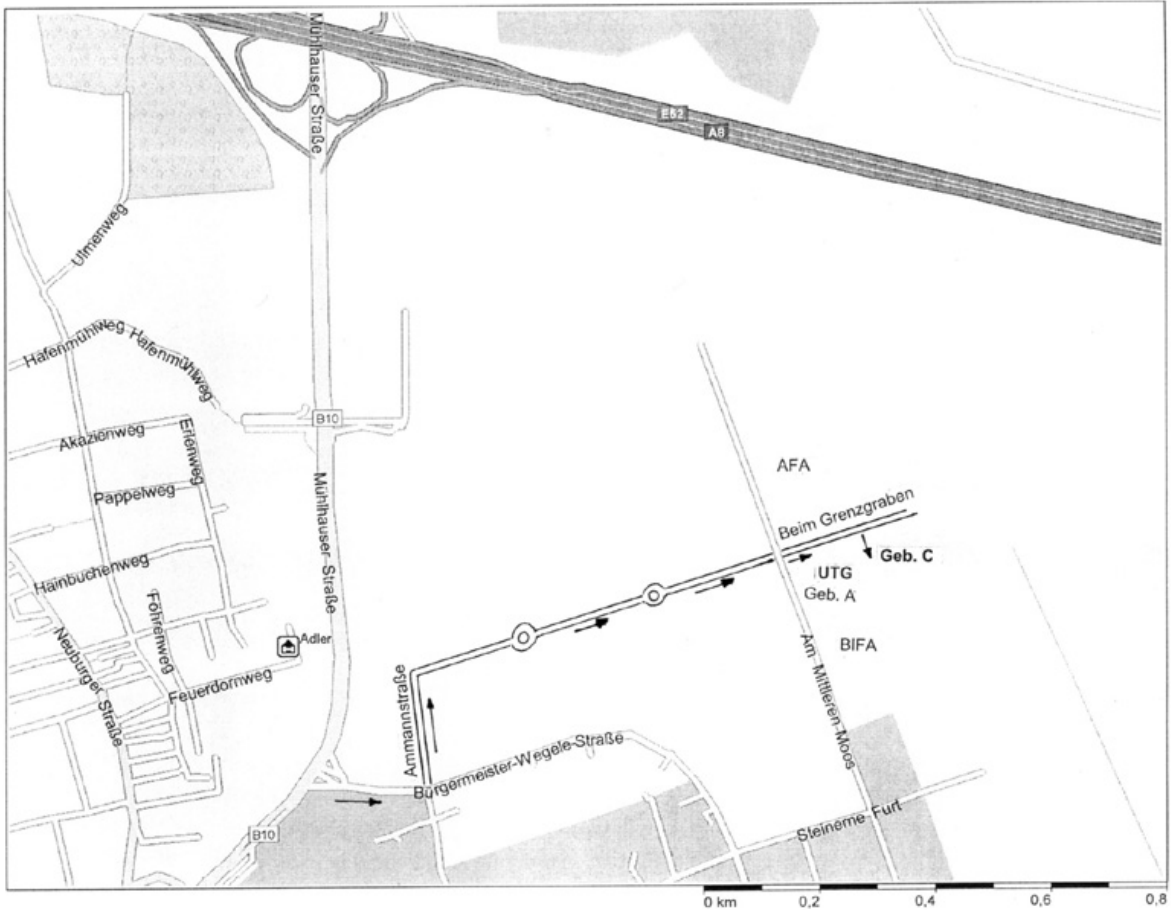 Mühlhauser Straße
E52
A8
Ulmenweg
Hafenmühlweg
Hafenmühlweg
B10
Akazienweg
Erlenweg
AFA
Pappelweg
Mühlhauser Straße
Beim Grenzgraben
Geb. C
Hainbuchenweg
UTG
Geb. A
Föhrenweg
Adler
BIFA
Neuburger Straße
Feuerdornweg
Am Mittleren Moos
Ammannstraße
Bürgermeister-Wegele-Straße
B10
Steinerne Furt
0 km 0,2 0,4 0,6 0,8